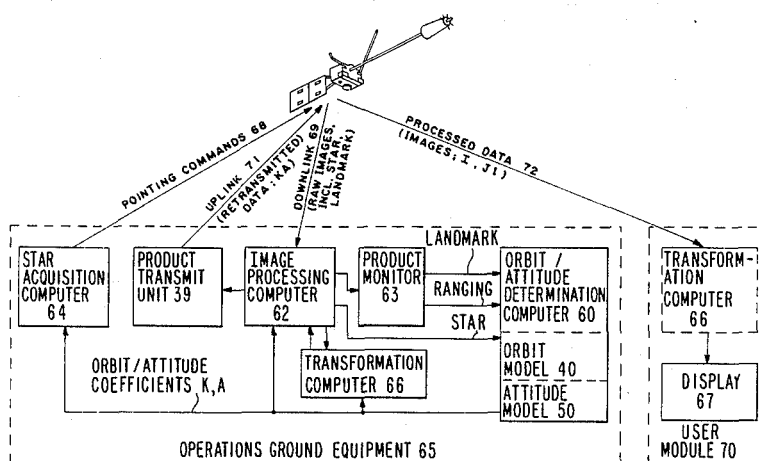 POINTING COMMANDS 68
UPLINK 71
(RETRANSMITTED)
DATA; KA)
DOWNLINK 69
(RAW IMAGES,
INCL. STAR,
LANDMARK)
PROCESSED DATA 72
(IMAGES; I, J1)
STAR
ACQUISITION
COMPUTER
64
PRODUCT
TRANSMIT
UNIT 39
IMAGE
PROCESSING
COMPUTER
62
PRODUCT
MONITOR
63
LANDMARK
RANGING
STAR
ORBIT /
ATTITUDE
DETERMINATION
COMPUTER 60
ORBIT
MODEL 40
ATTITUDE
MODEL 50
TRANSFORMATION
COMPUTER 66
ORBIT/ATTITUDE
COEFFICIENTS K,A
OPERATIONS GROUND EQUIPMENT 65
TRANSFORM-
ATION
COMPUTER
66
DISPLAY
67
USER
MODULE 70